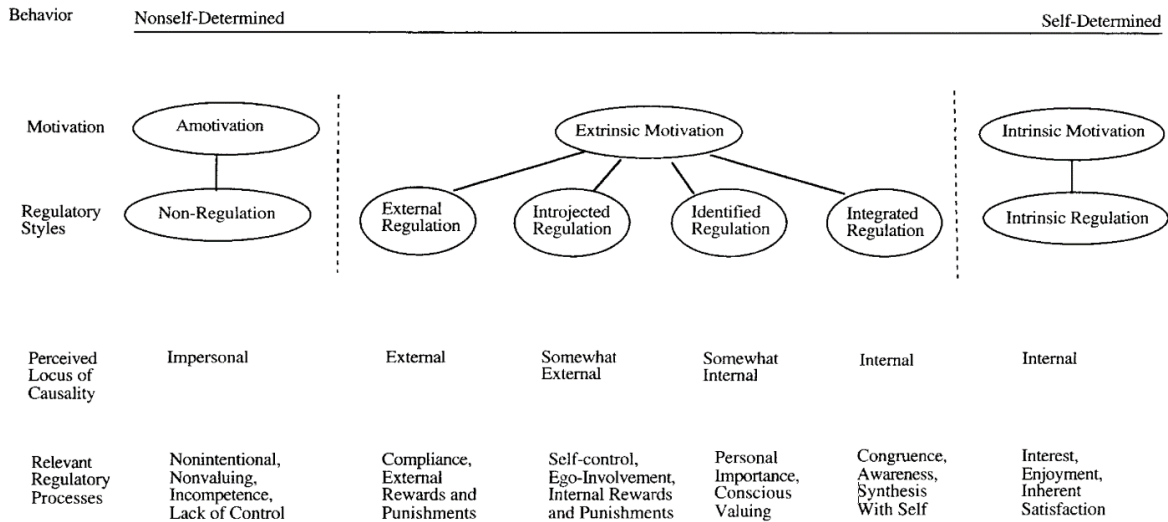 Behavior
Nonself-Determined
Self-Determined
Motivation
Amotivation
Extrinsic Motivation
Intrinsic Motivation
Regulatory
Styles
Non-Regulation
External
Regulation
Introjected
Regulation
Identified
Regulation
Integrated
Regulation
Intrinsic Regulation
Perceived
Locus of
Causality
Impersonal
External
Somewhat
External
Somewhat
Internal
Internal
Internal
Relevant
Regulatory
Processes
Nonintentional,
Nonvaluing,
Incompetence,
Lack of Control
Compliance,
External
Rewards and
Punishments
Self-control,
Ego-Involvement,
Internal Rewards
and Punishments
Personal
Importance,
Conscious
Valuing
Congruence,
Awareness,
Synthesis
With Self
Interest,
Enjoyment,
Inherent
Satisfaction